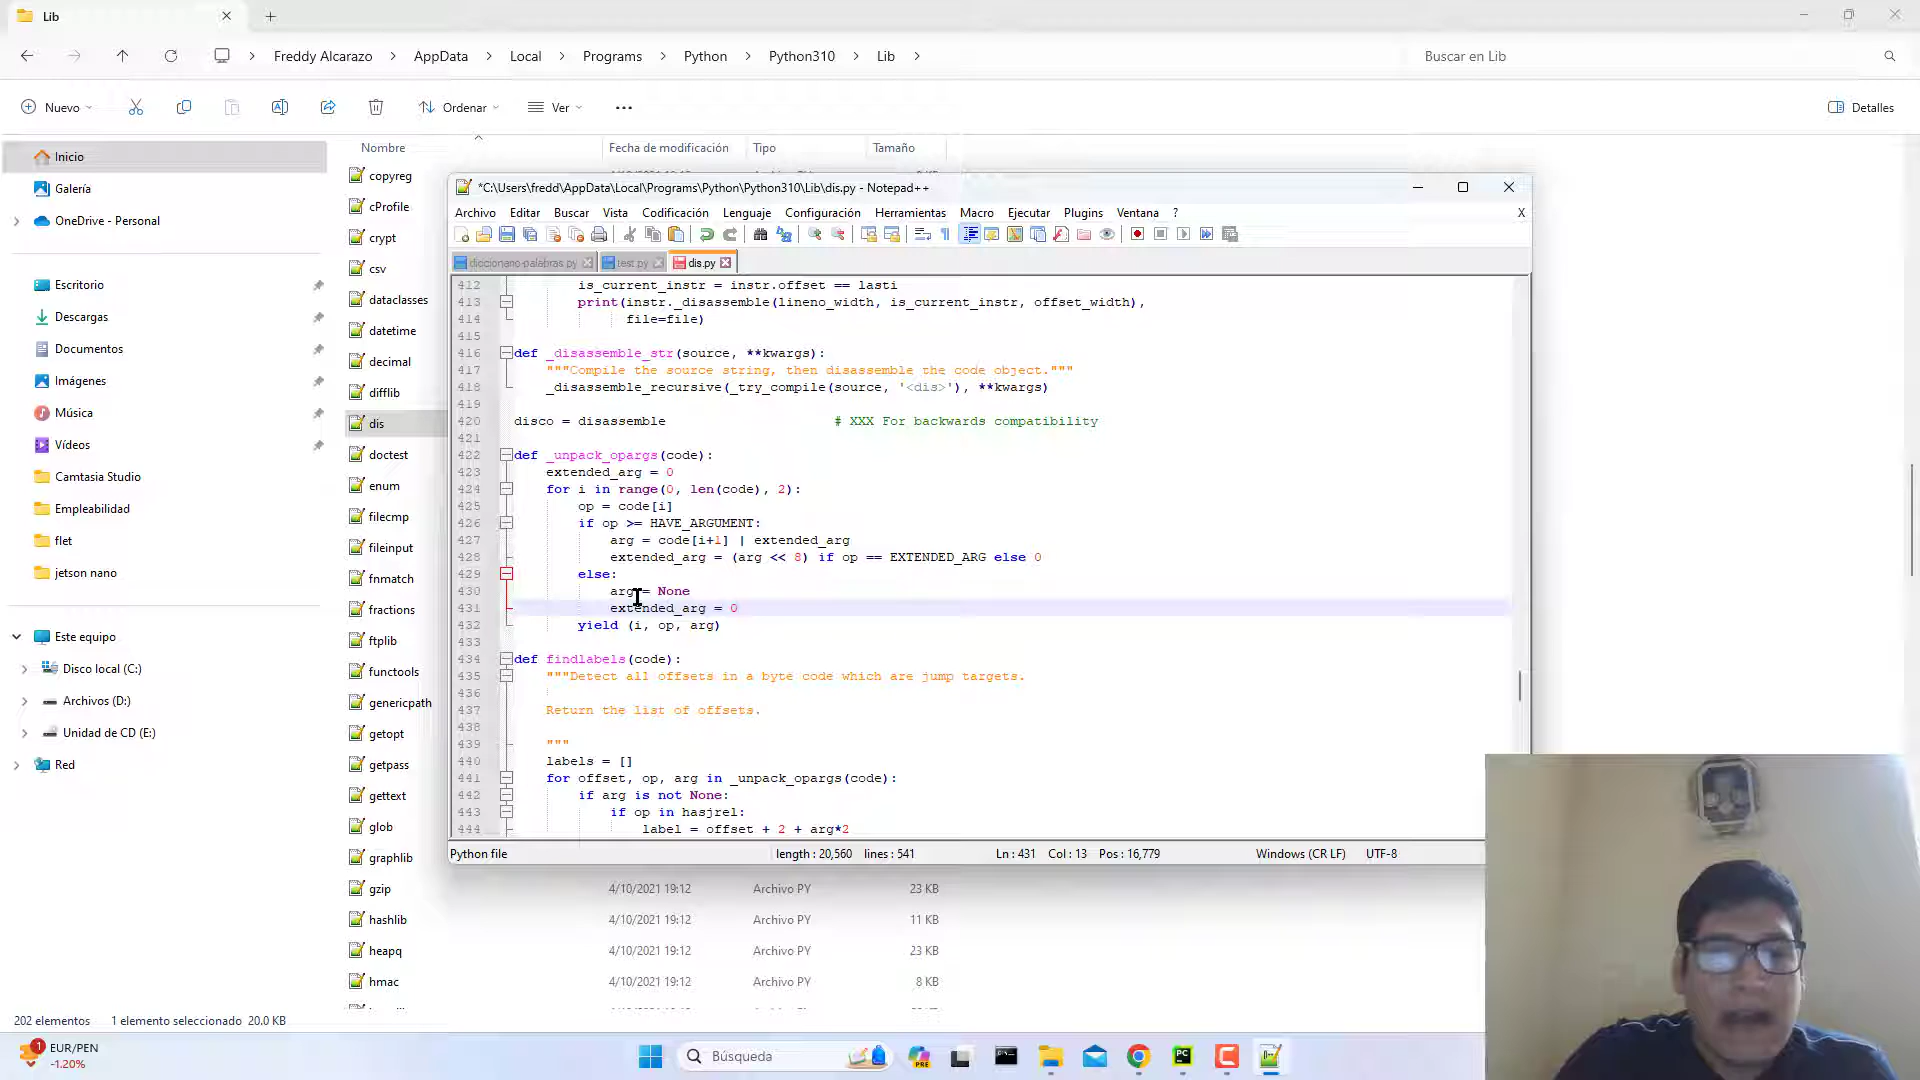 Lib
Freddy Alcarazo > AppData > Local > Programs > Python > Python310 > Lib >
Buscar en Lib
Nuevo
Ordenar
Ver
Detalles
Inicio
Galería
OneDrive - Personal
Escritorio
Descargas
Documentos
Imágenes
Música
Vídeos
Camtasia Studio
Empleabilidad
flet
jetson nano
Este equipo
Disco local (C:)
Archivos (D:)
Unidad de CD (E:)
Red
Nombre Fecha de modificación Tipo Tamaño
copyreg
cProfile
crypt
csv
dataclasses
datetime
decimal
difflib
dis
doctest
enum
filecmp
fileinput
fnmatch
fractions
ftplib
functools
genericpath
getopt
getpass
gettext
glob
graphlib
gzip 4/10/2021 19:12 Archivo PY 23 KB
hashlib 4/10/2021 19:12 Archivo PY 11 KB
heapq 4/10/2021 19:12 Archivo PY 23 KB
hmac 4/10/2021 19:12 Archivo PY 8 KB
*C:\Users\fredd\AppData\Local\Programs\Python\Python310\Lib\dis.py - Notepad++
Archivo Editar Buscar Vista Codificación Lenguaje Configuración Herramientas Macro Ejecutar Plugins Ventana ? X
diccionario-palabras.py test.py dis.py
412 is_current_instr = instr.offset == lasti
413 print(instr._disassemble(lineno_width, is_current_instr, offset_width),
414 file=file)
415
416 def _disassemble_str(source, **kwargs):
417 """Compile the source string, then disassemble the code object."""
418 _disassemble_recursive(_try_compile(source, '<dis>'), **kwargs)
419
420 disco = disassemble # XXX For backwards compatibility
421
422 def _unpack_opargs(code):
423 extended_arg = 0
424 for i in range(0, len(code), 2):
425 op = code[i]
426 if op >= HAVE_ARGUMENT:
427 arg = code[i+1] | extended_arg
428 extended_arg = (arg << 8) if op == EXTENDED_ARG else 0
429 else:
430 arg = None
431 extended_arg = 0
432 yield (i, op, arg)
433
434 def findlabels(code):
435 """Detect all offsets in a byte code which are jump targets.
436
437 Return the list of offsets.
438
439 """
440 labels = []
441 for offset, op, arg in _unpack_opargs(code):
442 if arg is not None:
443 if op in hasjrel:
444 label = offset + 2 + arg*2
Python file length : 20,560 lines : 541 Ln : 431 Col : 13 Pos : 16,779 Windows (CR LF) UTF-8
202 elementos 1 elemento seleccionado 20.0 KB
1
EUR/PEN
-1.20%
Búsqueda
PRE
PC
C